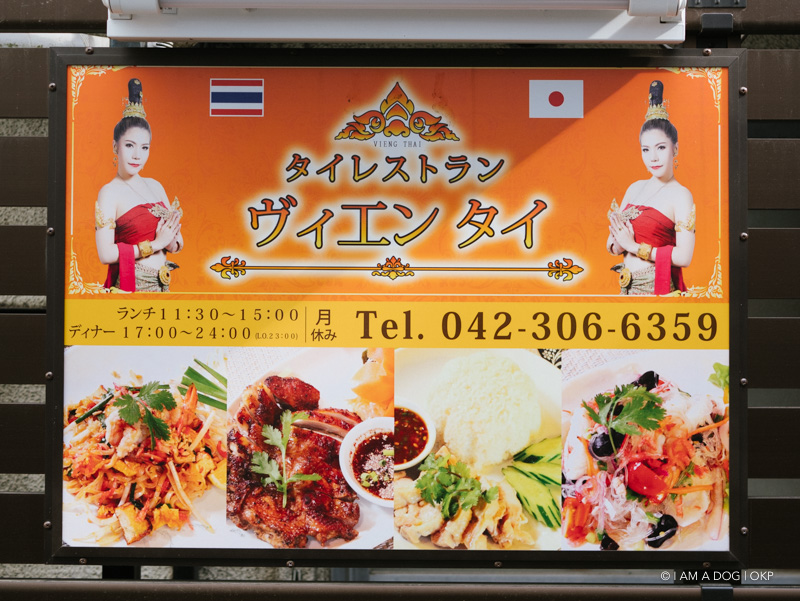 VIENG THAI
タイレストラン
ヴィエン タイ
ランチ 11:30〜15:00
ディナー 17:00〜24:00 (L.O.23:00)
月
休み
Tel. 042-306-6359
© I AM A DOG | OKP